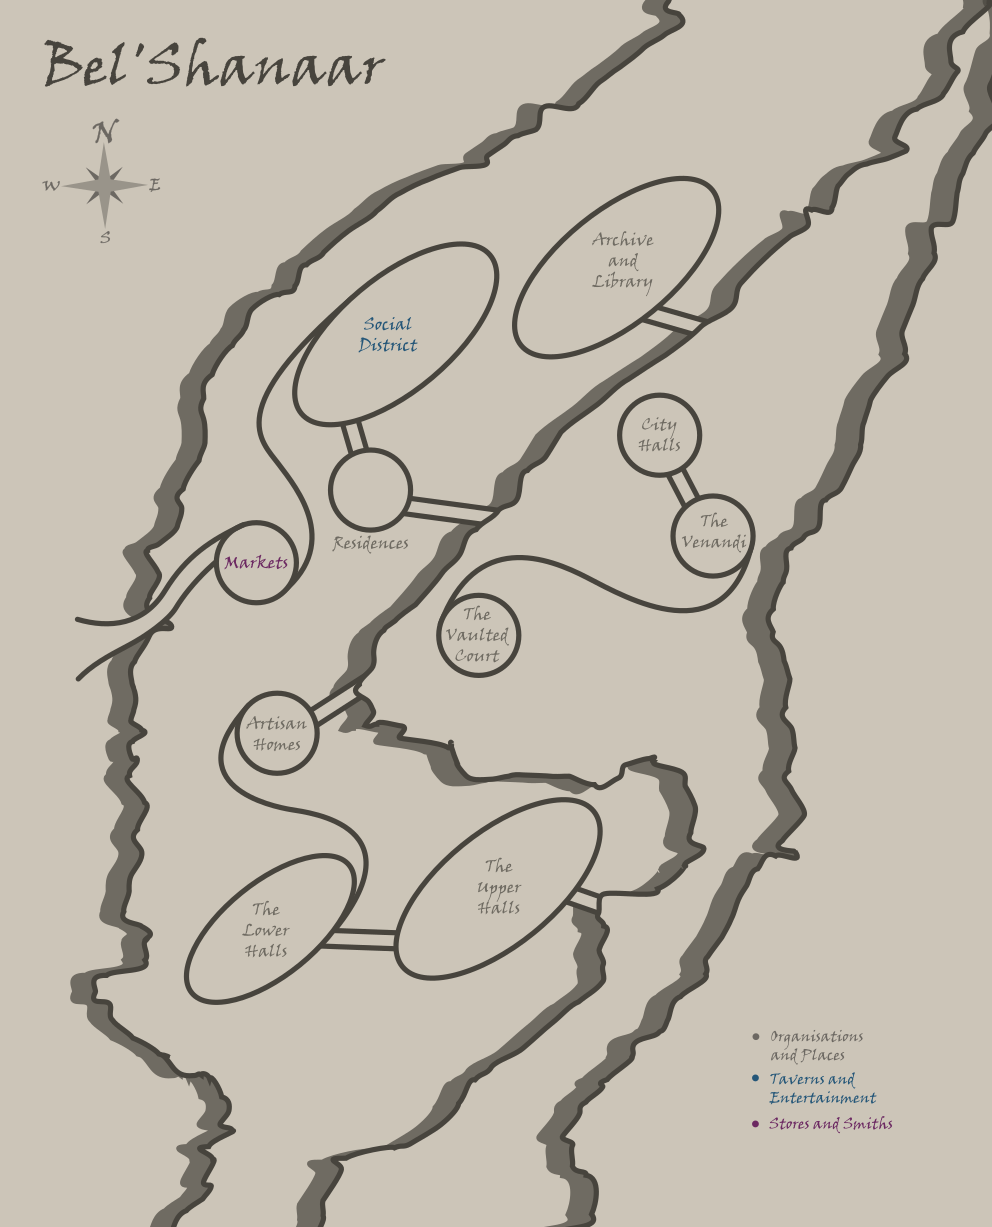 Bel'Shanaar
N
W E
S
Archive
and
Library
Social
District
City
Halls
The
Venandi
Residences
Markets
The
Vaulted
Court
Artisan
Homes
The
Upper
Halls
The
Lower
Halls
Organisations
and Places
Taverns and
Entertainment
Stores and Smiths